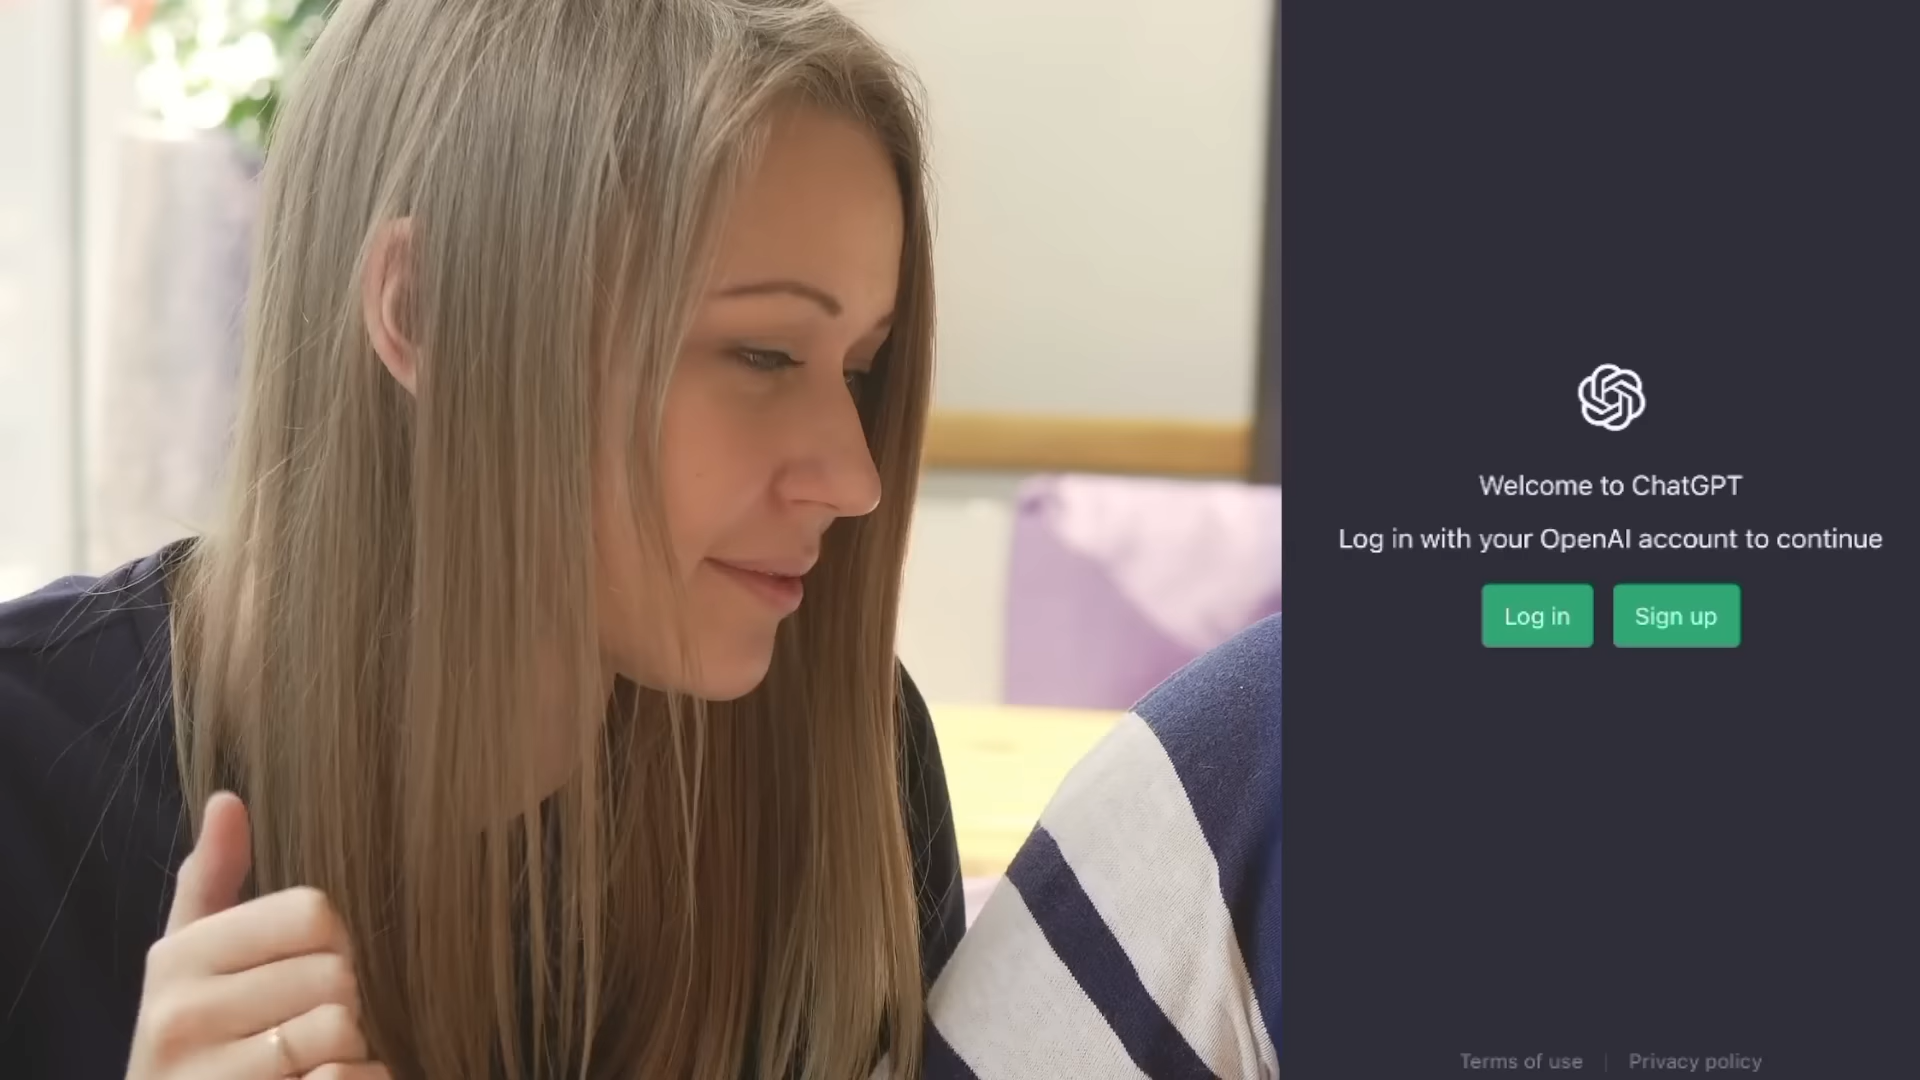 Welcome to ChatGPT
Log in with your OpenAI account to continue
Log in
Sign up
Terms of use | Privacy policy